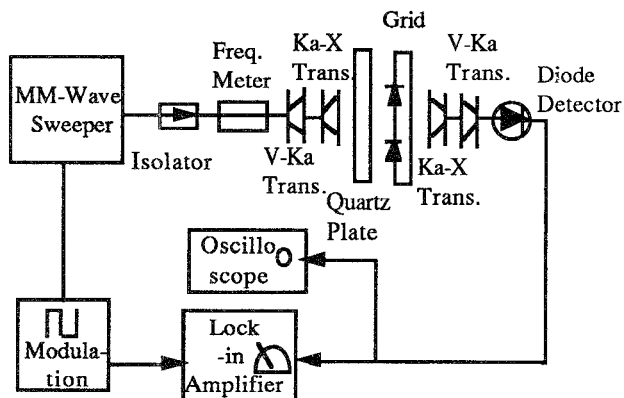 Grid
Ka-X
Trans.
V-Ka
Trans.
Freq.
Meter
Diode
Detector
MM-Wave
Sweeper
Isolator
V-Ka
Trans.
Ka-X
Trans.
Quartz
Plate
Oscillo
scope
Modula-
tion
Lock
-in
Amplifier